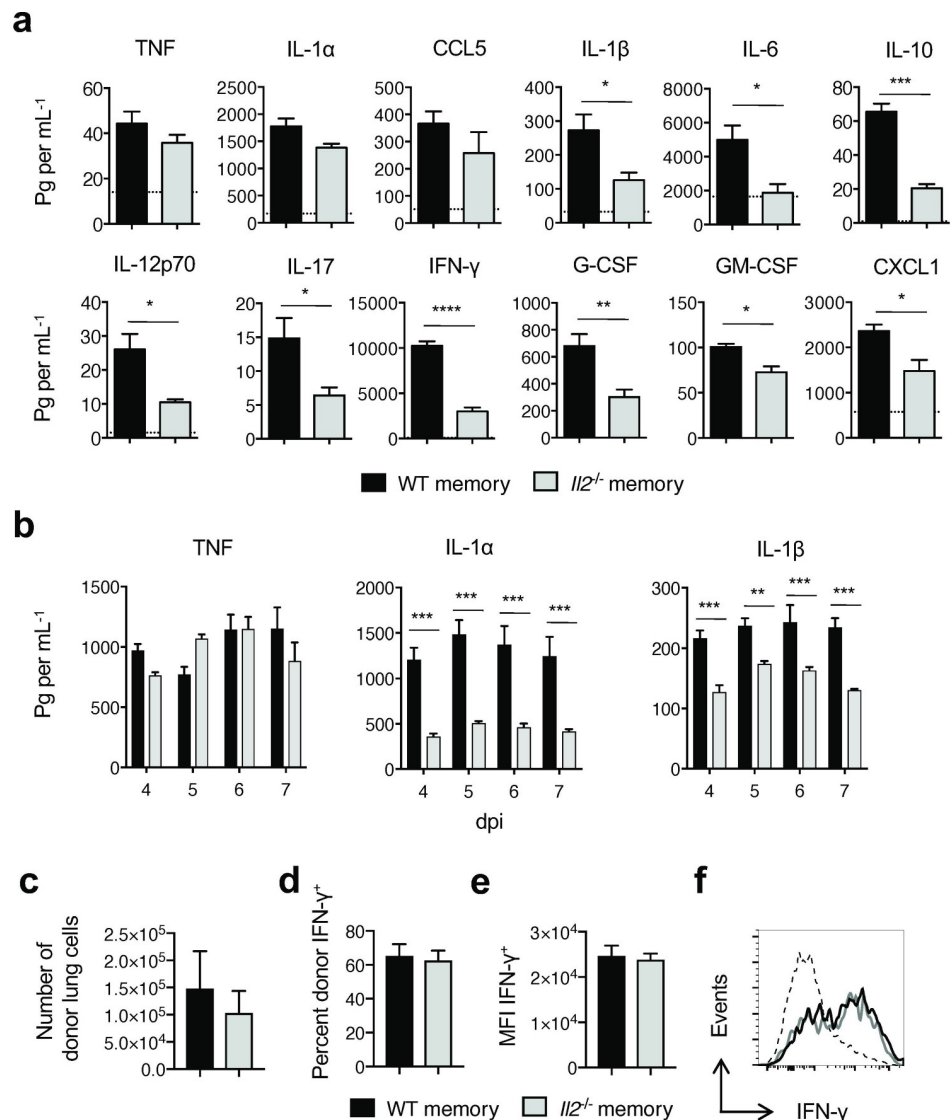 a
TNF
IL-1α
CCL5
IL-1β
IL-6
IL-10
Pg per mL-1
60
40
20
0
2500
2000
1500
1000
500
0
500
400
300
200
100
0
*
400
300
200
100
0
*
8000
6000
4000
2000
0
***
80
60
40
20
0
IL-12p70
IL-17
IFN-γ
G-CSF
GM-CSF
CXCL1
Pg per mL-1
*
40
30
20
10
0
*
20
15
10
5
0
****
15000
10000
5000
0
**
1000
800
600
400
200
0
*
150
100
50
0
*
3000
2000
1000
0
WT memory
Il2-/- memory
b
TNF
IL-1α
IL-1β
Pg per mL-1
1500
1000
500
0
4 5 6 7
2000
1500
1000
500
0
*** *** *** ***
4 5 6 7
300
200
100
0
*** ** *** ***
4 5 6 7
dpi
c
Number of
donor lung cells
2.5×10⁵
2.0×10⁵
1.5×10⁵
1.0×10⁵
5.0×10⁴
0.0
d
Percent donor IFN-γ+
80
60
40
20
0
e
MFI IFN-γ+
3×10⁴
2×10⁴
1×10⁴
0
f
Events
IFN-γ
WT memory
Il2-/- memory